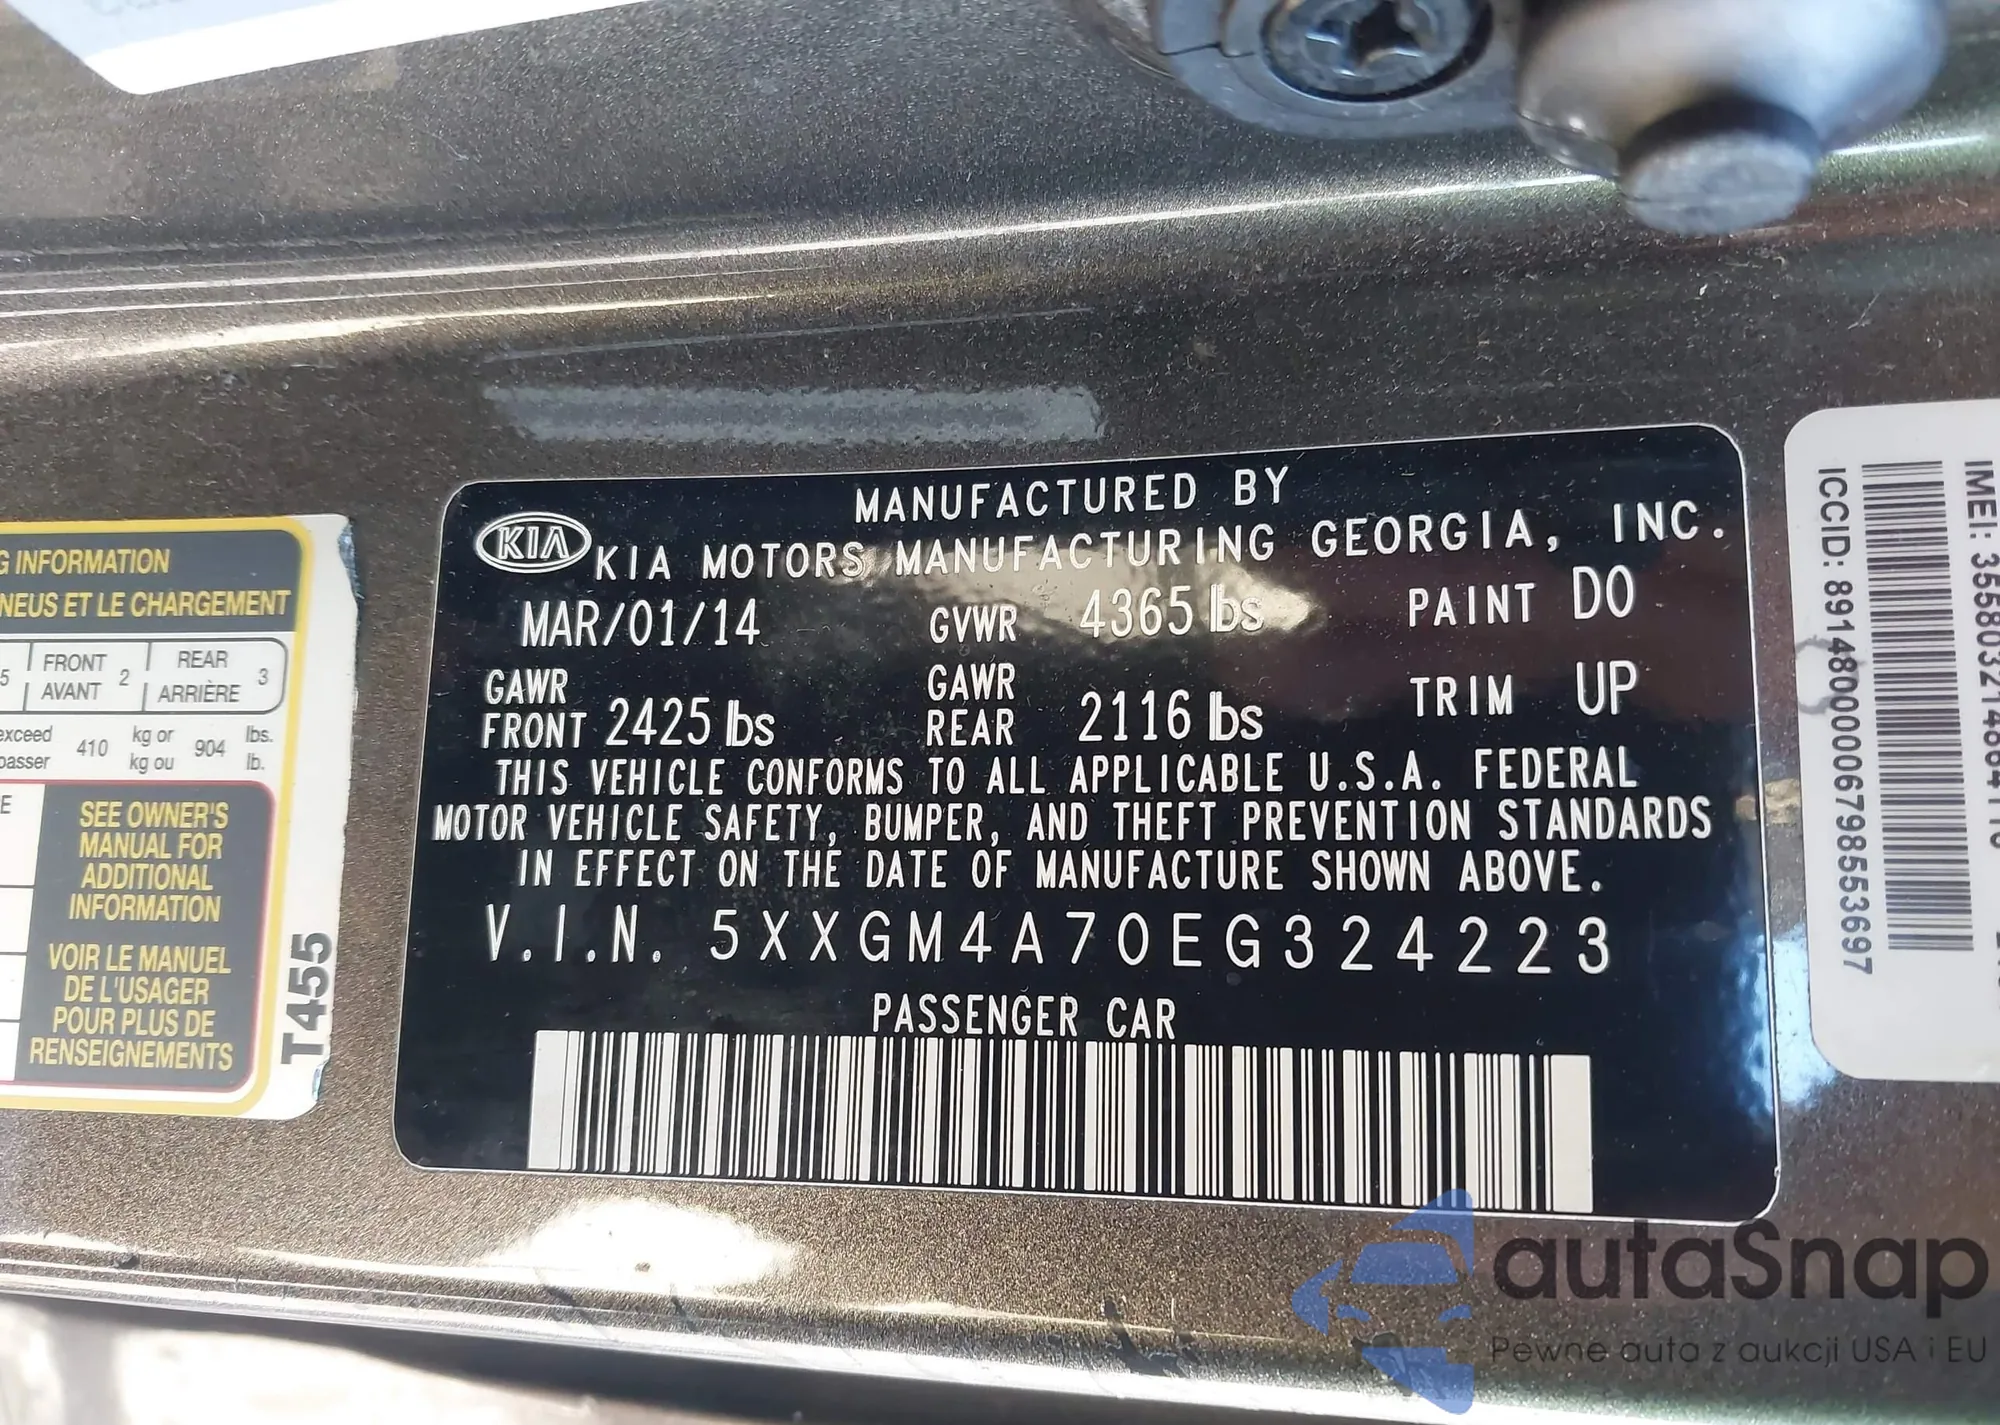 G INFORMATION
NEUS ET LE CHARGEMENT
5 FRONT AVANT 2 REAR ARRIÈRE 3
exceed 410 kg or 904 lbs.
passer kg ou lb.
E
SEE OWNER'S
MANUAL FOR
ADDITIONAL
INFORMATION
VOIR LE MANUEL
DE L'USAGER
POUR PLUS DE
RENSEIGNEMENTS
T455
MANUFACTURED BY
KIA KIA MOTORS MANUFACTURING GEORGIA, INC.
MAR/01/14 GVWR 4365 lbs PAINT D0
GAWR FRONT 2425 lbs GAWR REAR 2116 lbs TRIM UP
THIS VEHICLE CONFORMS TO ALL APPLICABLE U.S.A. FEDERAL
MOTOR VEHICLE SAFETY, BUMPER, AND THEFT PREVENTION STANDARDS
IN EFFECT ON THE DATE OF MANUFACTURE SHOWN ABOVE.
V.I.N. 5XXGM4A70EG324223
PASSENGER CAR
ICCID: 89148000006798553697
IMEI:
autaSnap
Pewne auta z aukcji USA i EU